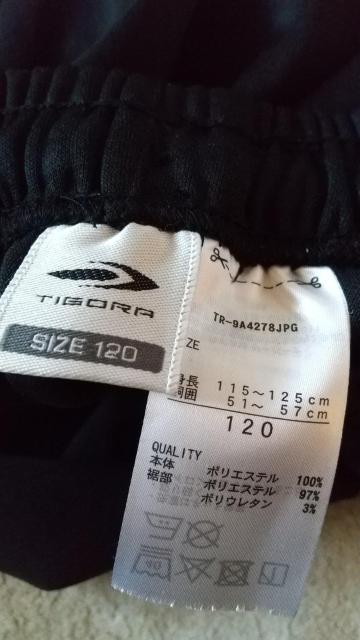 TIGORA
SIZE 120
TR-9A4278JPG
ZE
身長 115～125cm
胴囲 51～ 57cm
120
QUALITY
本体 ポリエステル 100%
裾部 ポリエステル 97%
ポリウレタン 3%